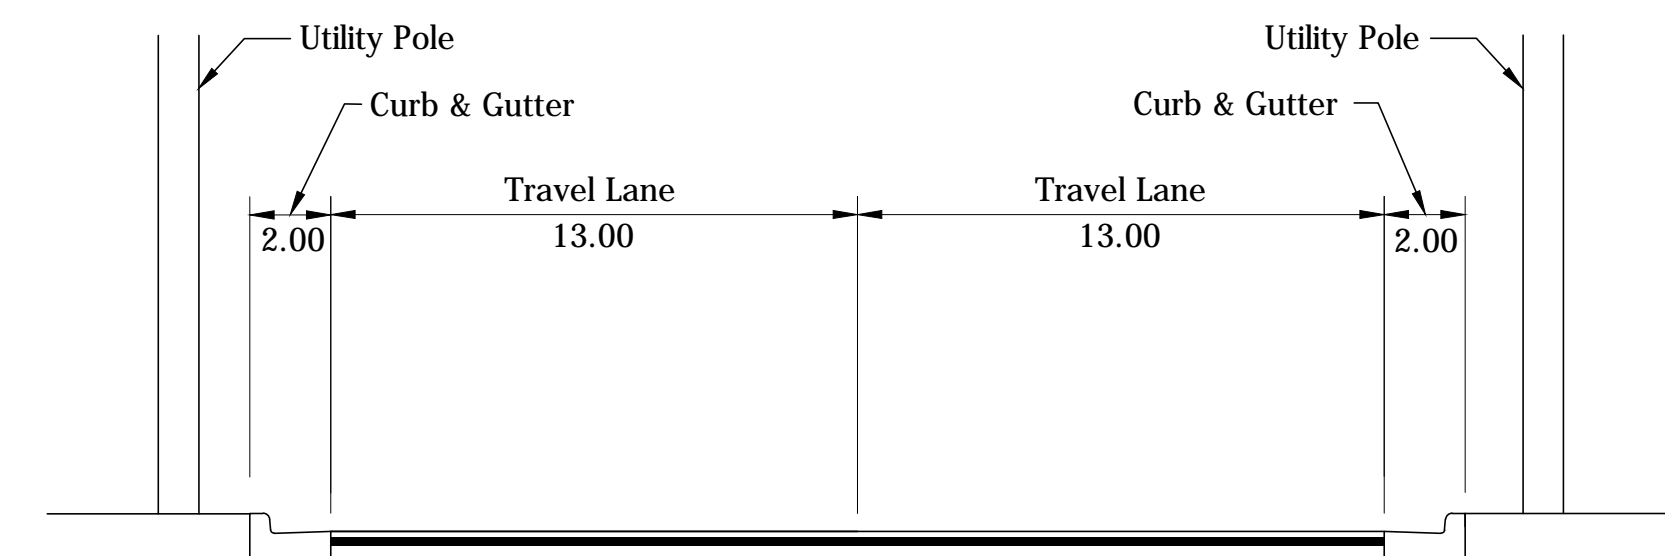 Utility Pole
Utility Pole
Curb & Gutter
Curb & Gutter
Travel Lane
Travel Lane
2.00
13.00
13.00
2.00